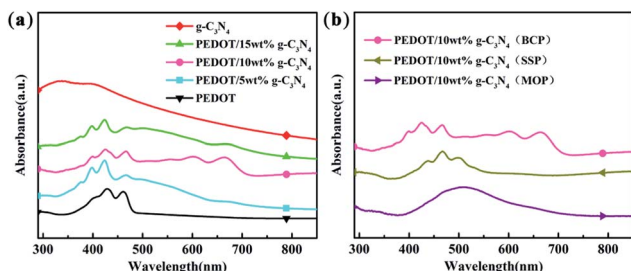 (a)
g-C₃N₄
PEDOT/15wt% g-C₃N₄
PEDOT/10wt% g-C₃N₄
PEDOT/5wt% g-C₃N₄
PEDOT
Absorbance(a.u.)
300 400 500 600 700 800
Wavelength(nm)
(b)
PEDOT/10wt% g-C₃N₄（BCP）
PEDOT/10wt% g-C₃N₄（SSP）
PEDOT/10wt% g-C₃N₄（MOP）
Absorbance(a.u.)
300 400 500 600 700 800
Wavelength(nm)